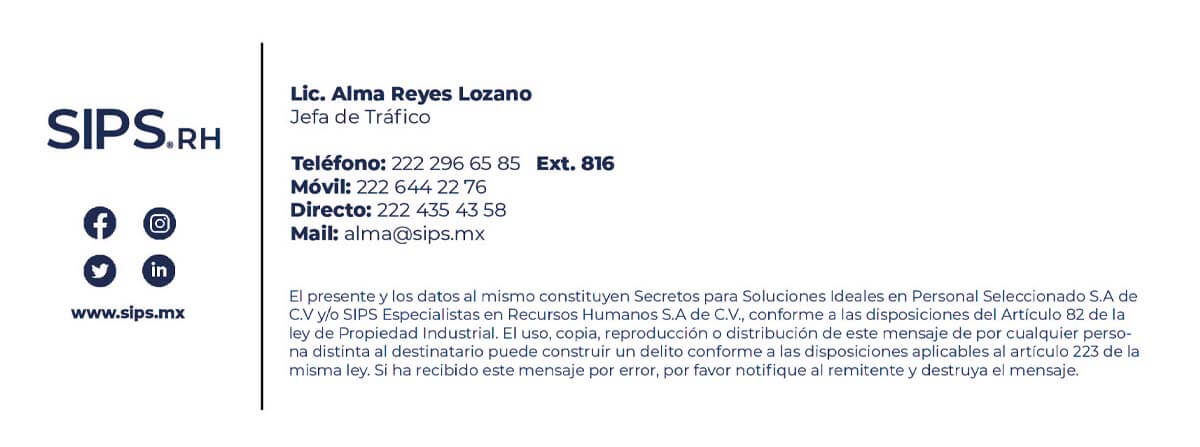 SIPS®.RH
www.sips.mx
Lic. Alma Reyes Lozano
Jefa de Tráfico
Teléfono: 222 296 65 85 Ext. 816
Móvil: 222 644 22 76
Directo: 222 435 43 58
Mail: alma@sips.mx
El presente y los datos al mismo constituyen Secretos para Soluciones Ideales en Personal Seleccionado S.A de
C.V y/o SIPS Especialistas en Recursos Humanos S.A de C.V., conforme a las disposiciones del Artículo 82 de la
ley de Propiedad Industrial. El uso, copia, reproducción o distribución de este mensaje de por cualquier perso-
na distinta al destinatario puede construir un delito conforme a las disposiciones aplicables al artículo 223 de la
misma ley. Si ha recibido este mensaje por error, por favor notifique al remitente y destruya el mensaje.